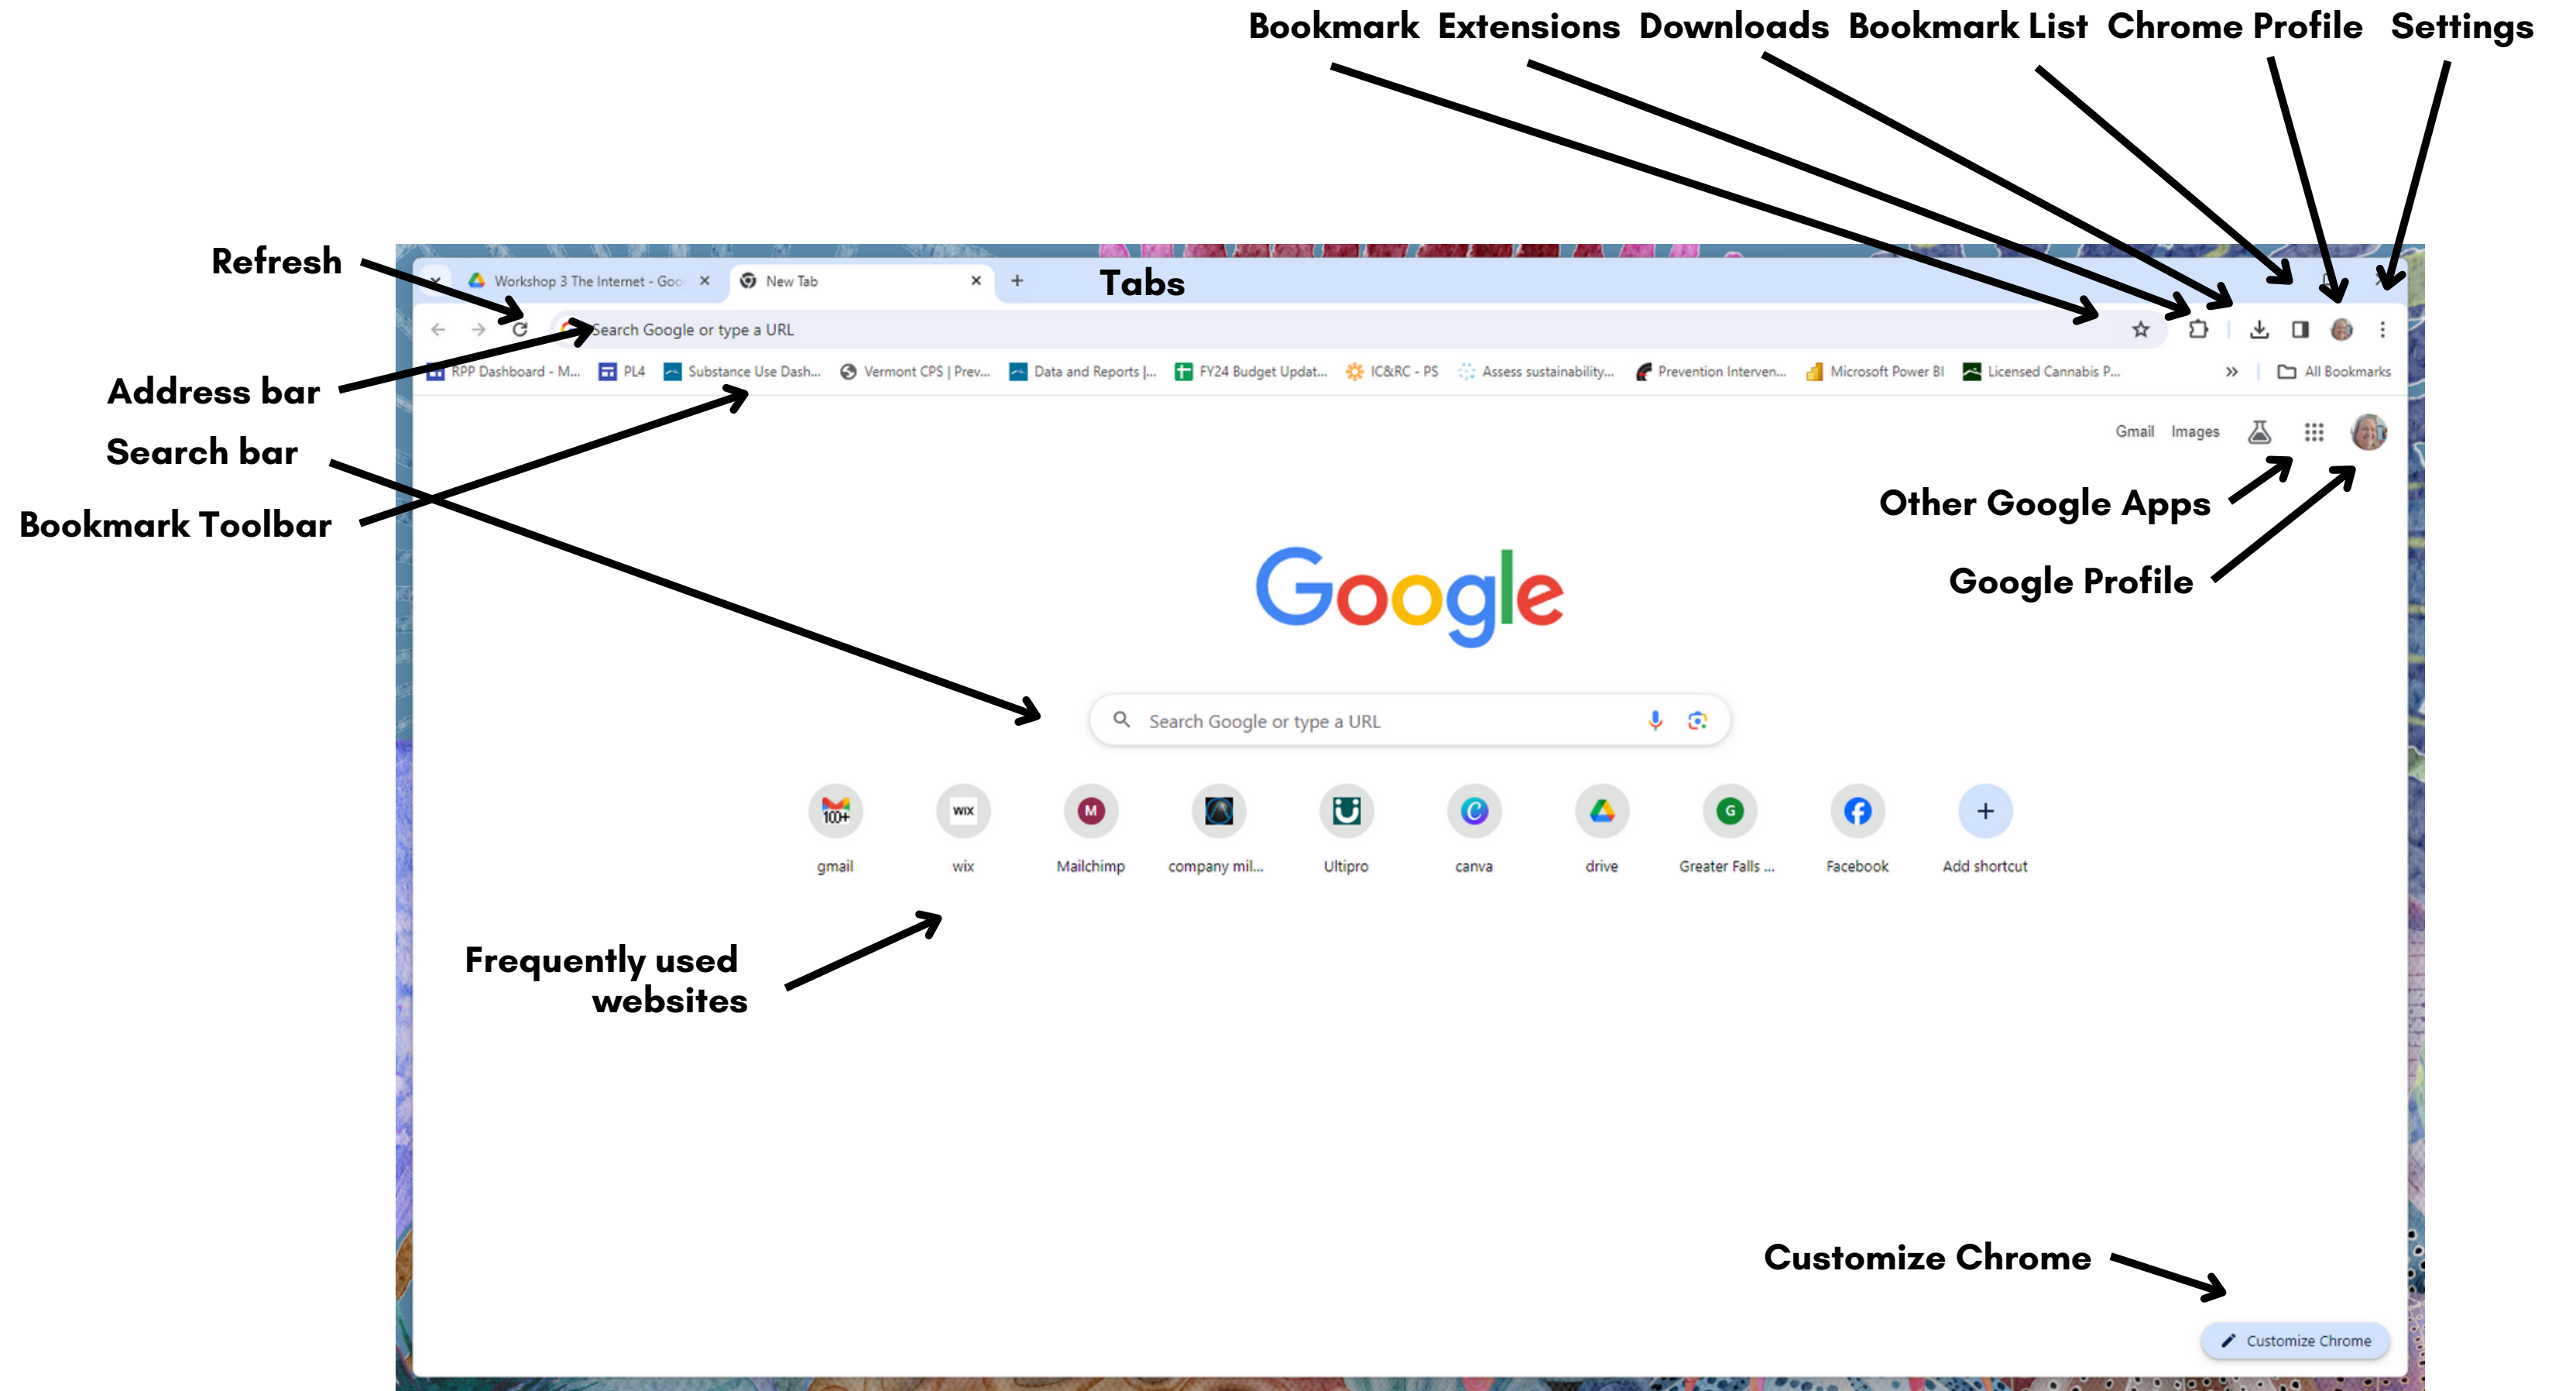 Bookmark Extensions Downloads Bookmark List Chrome Profile Settings
Refresh
Workshop 3 The Internet - Goo
New Tab
Tabs
Search Google or type a URL
Address bar
RPP Dashboard - M... PL4 Substance Use Dash... Vermont CPS | Prev... Data and Reports |... FY24 Budget Updat... IC&RC - PS Assess sustainability... Prevention Interven... Microsoft Power BI Licensed Cannabis P... » All Bookmarks
Search bar
Gmail Images
Bookmark Toolbar
Other Google Apps
Google Profile
Google
Search Google or type a URL
100+ WIX M C G
gmail wix Mailchimp company mil... Ultipro canva drive Greater Falls ... Facebook Add shortcut
Frequently used
websites
Customize Chrome
Customize Chrome